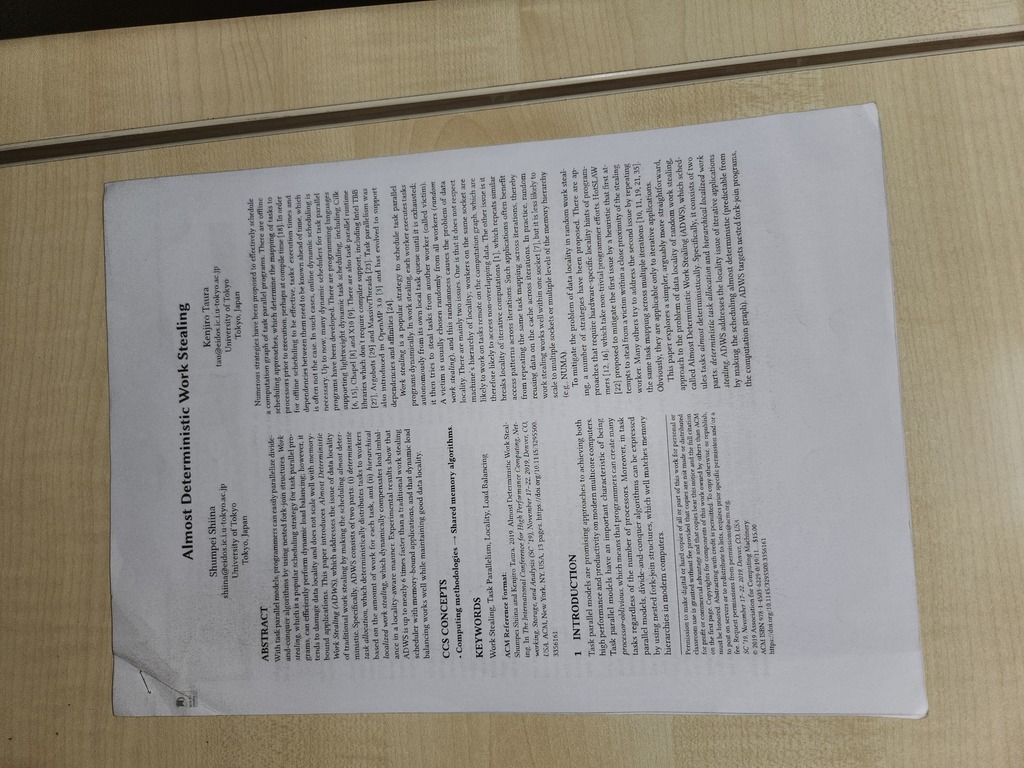 Almost Deterministic Work Stealing
Shumpei Shiina
shiina@eidos.ic.i.u-tokyo.ac.jp
University of Tokyo
Tokyo, Japan
Kenjiro Taura
tau@eidos.ic.i.u-tokyo.ac.jp
University of Tokyo
Tokyo, Japan
ABSTRACT
With task parallel models, programmers can easily parallelize divide-
and-conquer algorithms by using nested fork-join structures. Work
stealing, which is a popular scheduling strategy for task parallel pro-
grams, can efficiently perform dynamic load balancing; however, it
tends to damage data locality and does not scale well with memory-
bound applications. This paper introduces Almost Deterministic
Work Stealing (ADWS), which addresses the issue of data locality
of traditional work stealing by making the scheduling almost deter-
ministic. Specifically, ADWS consists of two parts: (i) deterministic
task allocation, which deterministically distributes tasks to workers
based on the amount of work for each task, and (ii) hierarchical
localized work stealing, which dynamically compensates load imbal-
ance in a locality-aware manner. Experimental results show that
ADWS is up to nearly 6 times faster than a traditional work stealing
scheduler with memory-bound applications, and that dynamic load
balancing works well while maintaining good data locality.
CCS CONCEPTS
• Computing methodologies → Shared memory algorithms.
KEYWORDS
Work Stealing, Task Parallelism, Locality, Load Balancing
ACM Reference Format:
Shumpei Shiina and Kenjiro Taura. 2019. Almost Deterministic Work Steal-
ing. In The International Conference for High Performance Computing, Net-
working, Storage, and Analysis (SC '19), November 17–22, 2019, Denver, CO,
USA. ACM, New York, NY, USA, 13 pages. https://doi.org/10.1145/3295500.
3356161
1 INTRODUCTION
Task parallel models are promising approaches to achieving both
high performance and productivity on modern multicore computers.
Task parallel models have an important characteristic of being
processor-oblivious, which means that programmers can create many
tasks regardless of the number of processors. Moreover, in task
parallel models, divide-and-conquer algorithms can be expressed
by using nested fork-join structures, which well matches memory
hierarchies in modern computers.
Permission to make digital or hard copies of all or part of this work for personal or
classroom use is granted without fee provided that copies are not made or distributed
for profit or commercial advantage and that copies bear this notice and the full citation
on the first page. Copyrights for components of this work owned by others than ACM
must be honored. Abstracting with credit is permitted. To copy otherwise, or republish,
to post on servers or to redistribute to lists, requires prior specific permission and/or a
fee. Request permissions from permissions@acm.org.
SC '19, November 17–22, 2019, Denver, CO, USA
© 2019 Association for Computing Machinery.
ACM ISBN 978-1-4503-6229-0/19/11...$15.00
https://doi.org/10.1145/3295500.3356161
Numerous strategies have been proposed to effectively schedule
a computation graph of task parallel programs. There are offline
scheduling approaches, which determine the mapping of tasks to
processors prior to execution, perhaps at compile time [18]. In order
for offline scheduling to be effective, tasks' execution times and
dependencies between them need to be known ahead of time, which
is often not the case. In such cases, online dynamic scheduling is
necessary. Up to now, many dynamic schedulers for task parallel
programs have been developed. There are programming languages
supporting lightweight dynamic task scheduling, including Cilk
[6, 15], Chapel [8] and X10 [9]. There are also task parallel runtime
libraries which don't require compiler support, including Intel TBB
[27], Argobots [29] and MassiveThreads [23]. Task parallelism was
also introduced in OpenMP 3.0 [3] and has evolved to support
dependencies and affinities [24].
Work stealing is a popular strategy to schedule task parallel
programs dynamically. In work stealing, each worker executes tasks
autonomously from its own local task queue until it is exhausted;
it then tries to steal tasks from another worker (called victim).
A victim is usually chosen randomly from all workers (random
work stealing), and this randomness causes the problem of data
locality. There are mainly two issues. One is that it does not respect
machine's hierarchy of locality; workers on the same socket are
likely to work on tasks remote on the computation graph, which are
therefore likely to access non-overlapping data. The other issue is it
breaks locality of iterative computations [1], which repeats similar
access patterns across iterations. Such applications often benefit
from repeating the same task mapping across iterations, thereby
reusing data on the cache across iterations. In practice, random
work stealing works well within one socket [7], but it is less likely to
scale to multiple sockets or multiple levels of the memory hierarchy
(e.g., NUMA).
To mitigate the problem of data locality in random work steal-
ing, a number of strategies have been proposed. There are ap-
proaches that require hardware-specific locality hints of program-
mers [12, 16], which take non-trivial programmer efforts. HotSLAW
[22] proposed to mitigate the first issue by a heuristic that first at-
tempts to steal from a victim within a close proximity of the stealing
worker. Many others try to address the second issue by repeating
the same task mapping across multiple iterations [10, 11, 19, 21, 35].
Obviously, they are applicable only to iterative applications.
This paper explores a simpler, arguably more straightforward,
approach to the problem of data locality of random work stealing,
called Almost Deterministic Work Stealing (ADWS), which sched-
ules tasks almost deterministically. Specifically, it consists of two
parts: deterministic task allocation and hierarchical localized work
stealing. ADWS addresses the locality issue of iterative applications
by making the scheduling almost deterministic (predictable from
the computation graph). ADWS targets nested fork-join programs,